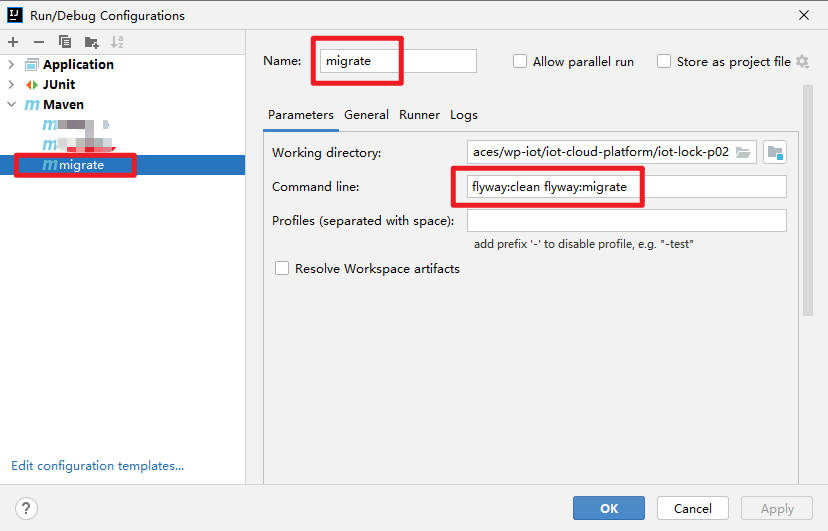 Run/Debug Configurations
Application
JUnit
Maven
migrate
Edit configuration templates...
Name:
migrate
Allow parallel run
Store as project file
Parameters
General
Runner
Logs
Working directory:
aces/wp-iot/iot-cloud-platform/iot-lock-p02
Command line:
flyway:clean flyway:migrate
Profiles (separated with space):
add prefix '-' to disable profile, e.g. "-test"
Resolve Workspace artifacts
?
OK
Cancel
Apply